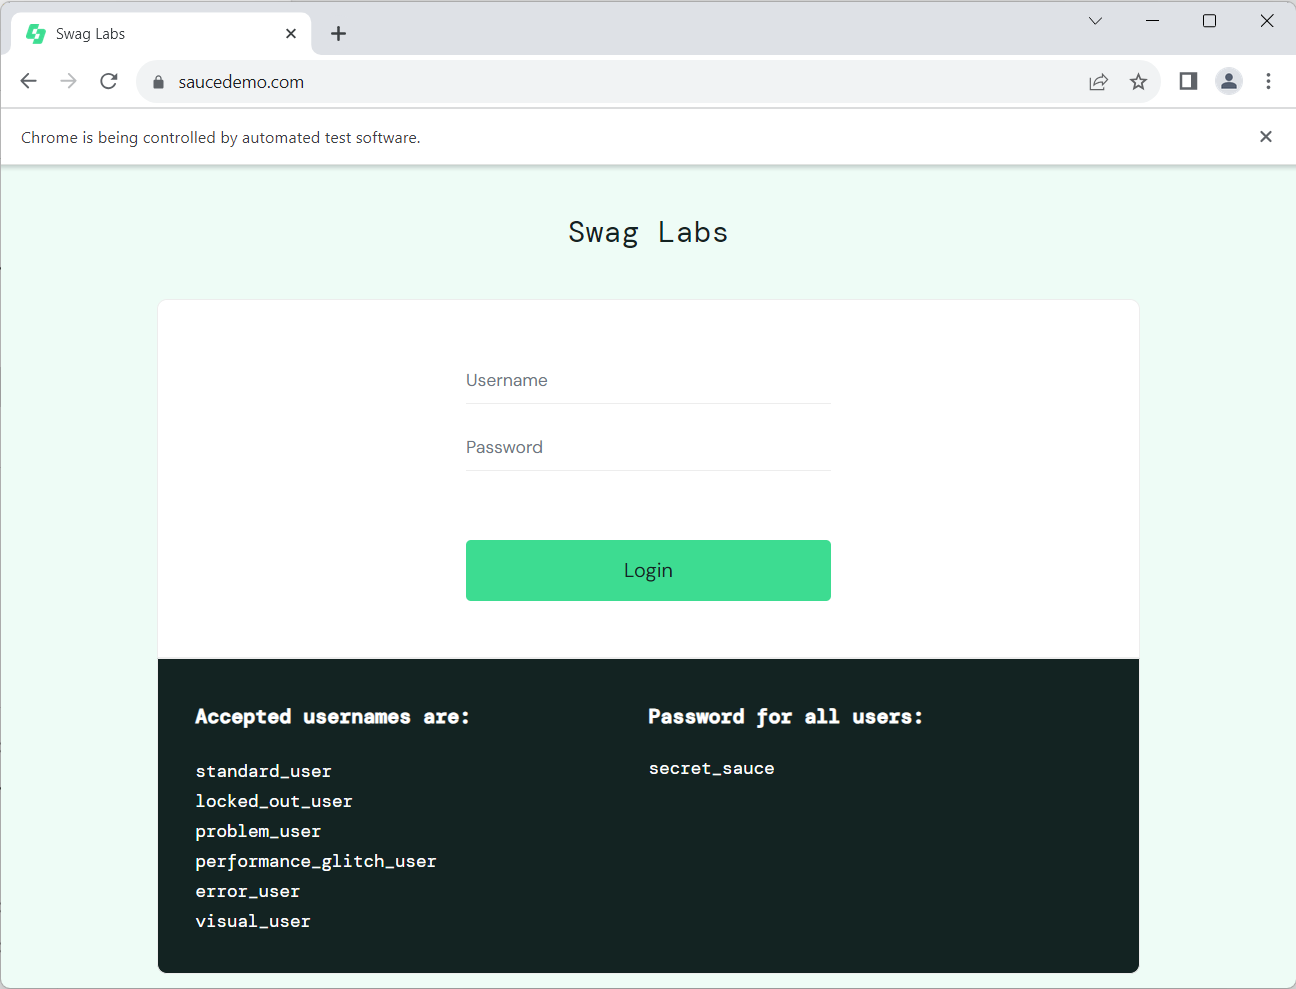 Swag Labs
saucedemo.com
Chrome is being controlled by automated test software.
Swag Labs
Username
Password
Login
Accepted usernames are:
standard_user
locked_out_user
problem_user
performance_glitch_user
error_user
visual_user
Password for all users:
secret_sauce